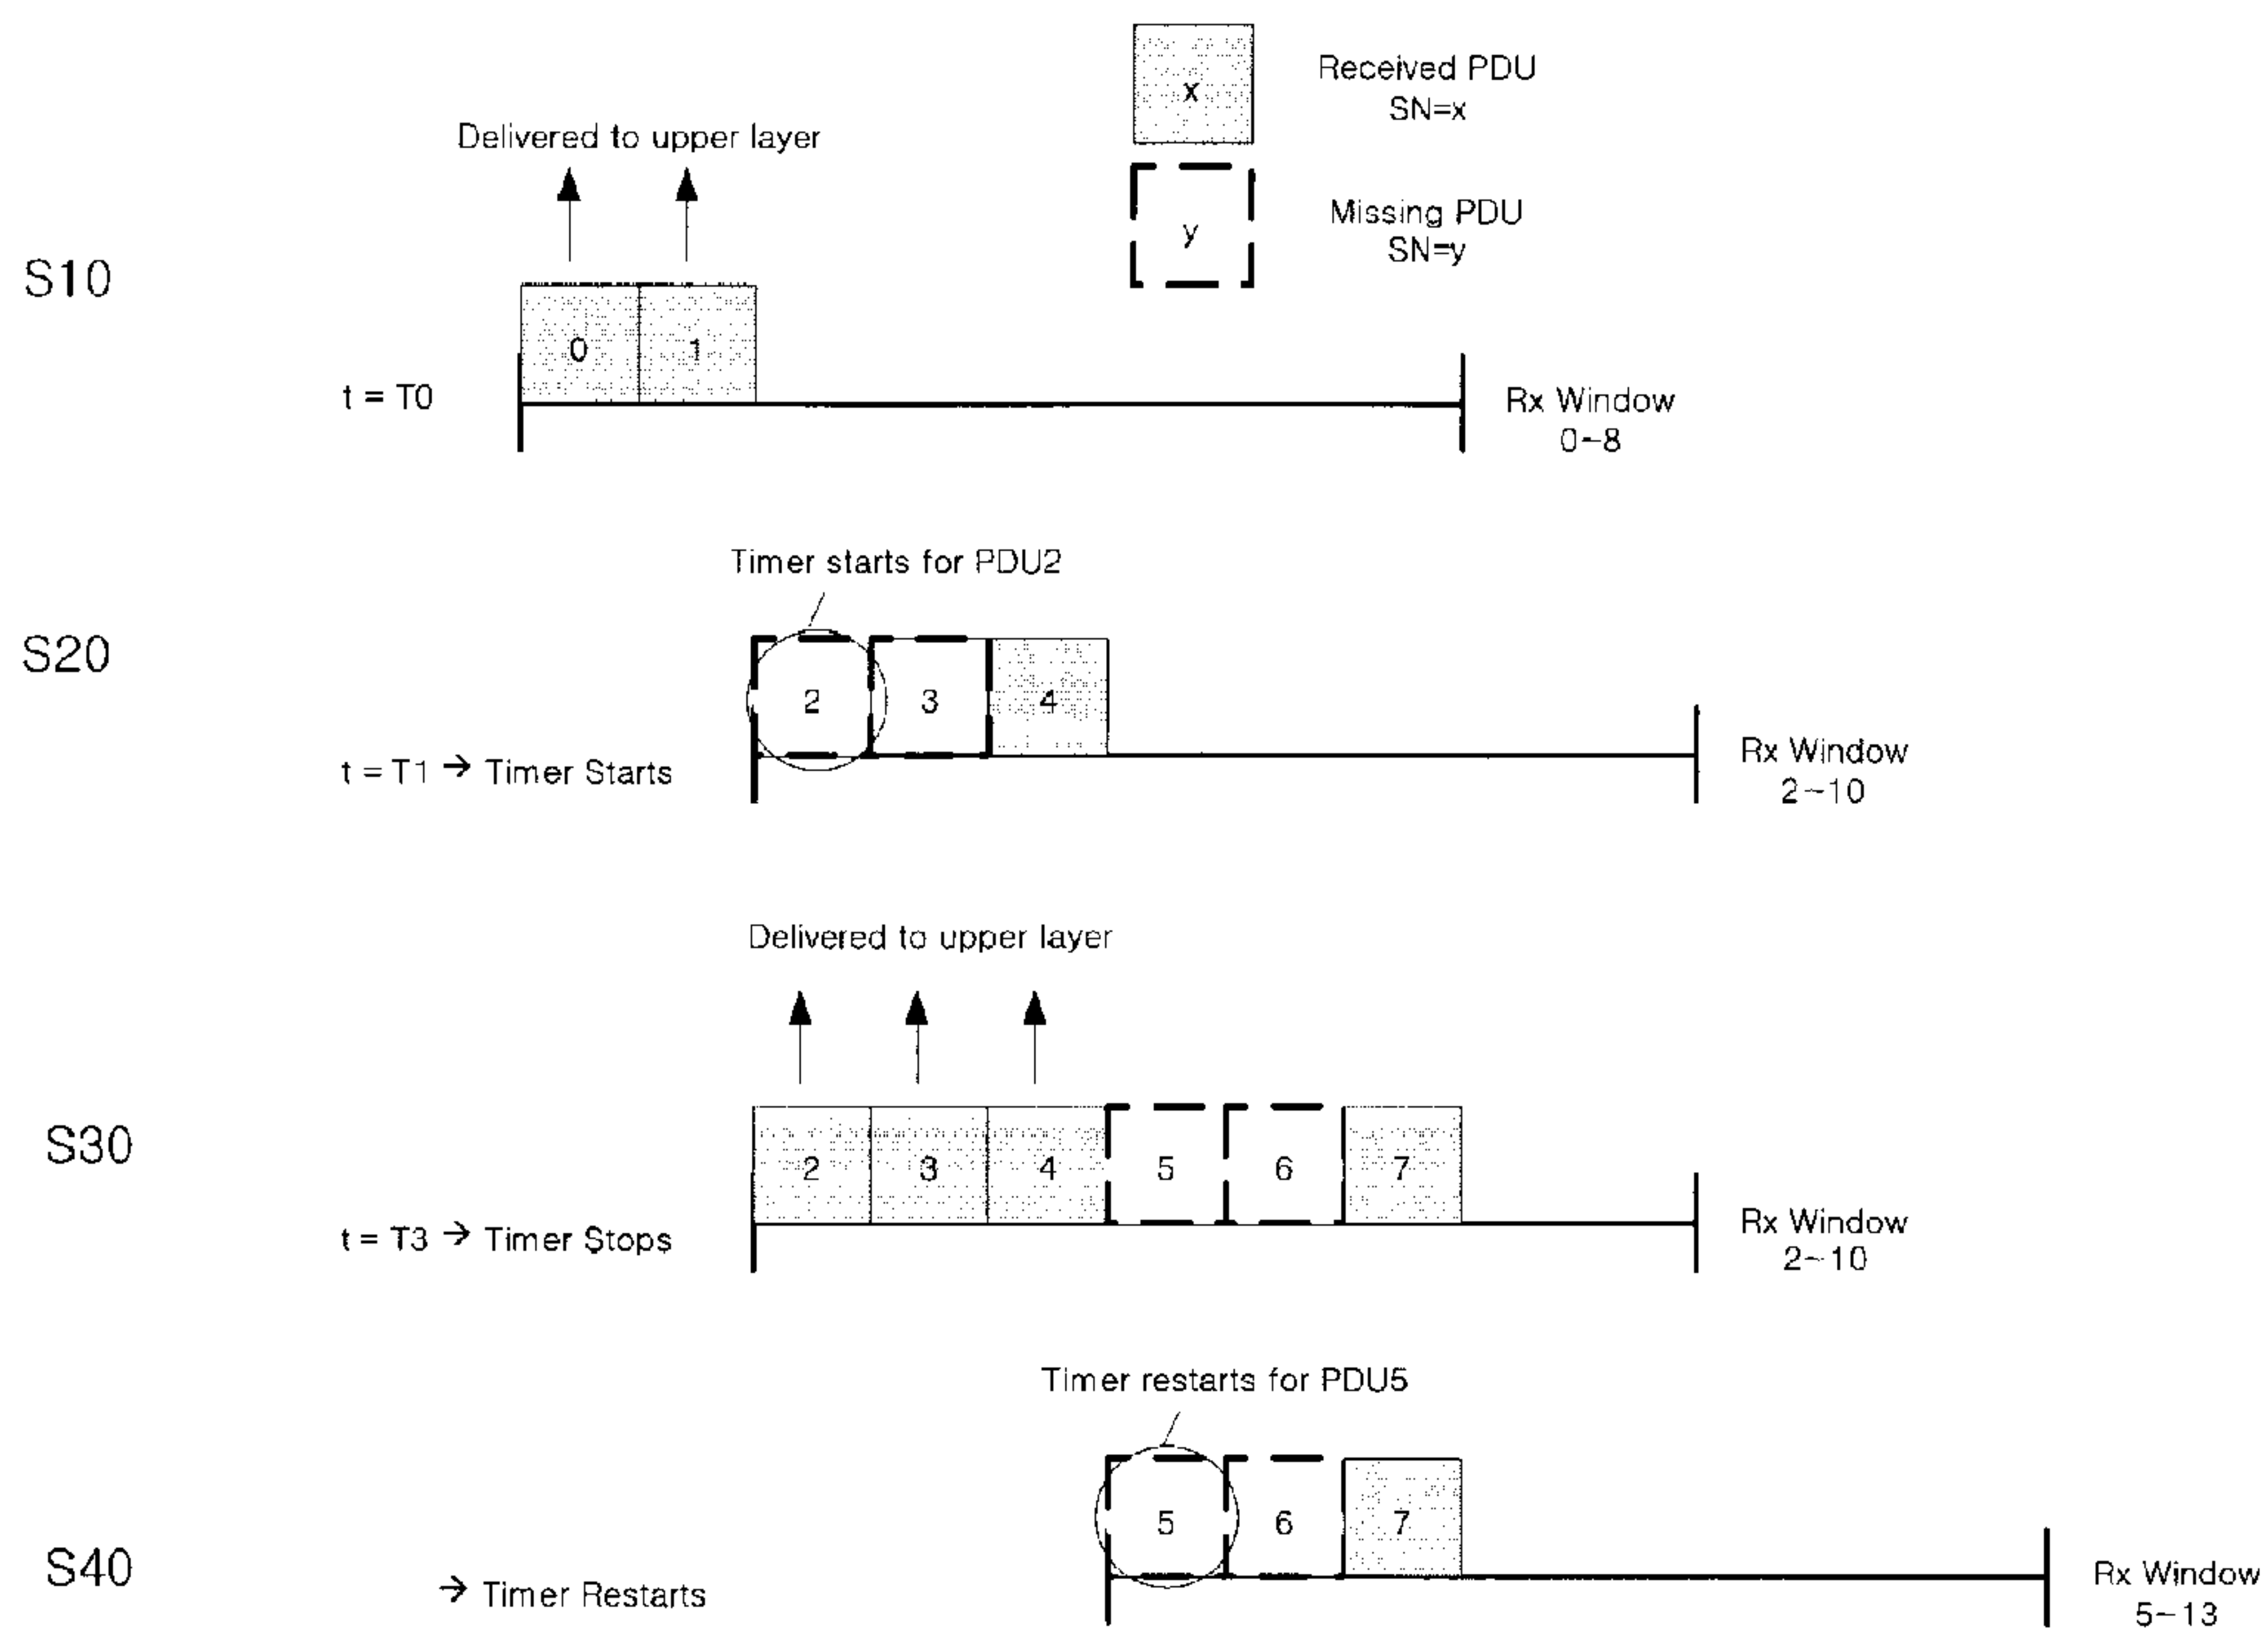 x
Received PDU
SN=x
Delivered to upper layer
y
Missing PDU
SN=y
S10
0 1
t = T0
Rx Window
0~8
Timer starts for PDU2
S20
2 3 4
t = T1 → Timer Starts
Rx Window
2~10
Delivered to upper layer
S30
2 3 4 5 6 7
t = T3 → Timer Stops
Rx Window
2~10
Timer restarts for PDU5
5 6 7
S40
→ Timer Restarts
Rx Window
5~13